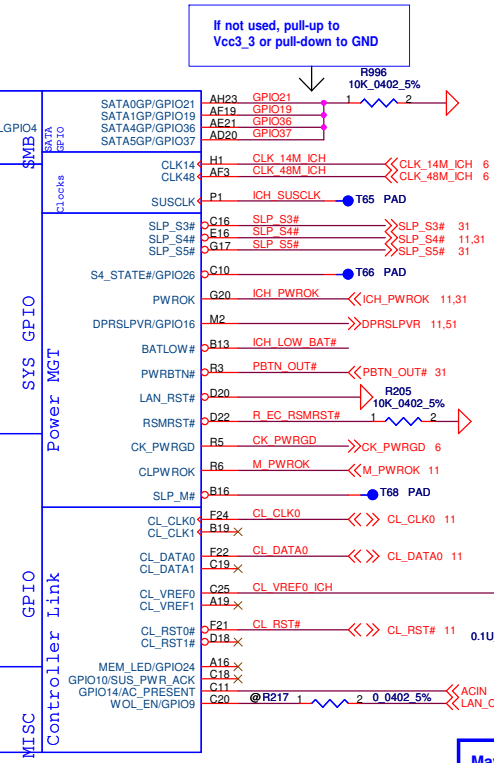 If not used, pull-up to
Vcc3_3 or pull-down to GND
R996
10K_0402_5%
SATA0GP/GPIO21 AH23 GPIO21 1 2
SATA1GP/GPIO19 AF19 GPIO19
LGPIO4 SATA4GP/GPIO36 AE21 GPIO36
SATA5GP/GPIO37 AD20 GPIO37
SMB
SATA
GPIO
CLK14 H1 CLK_14M_ICH CLK_14M_ICH 6
CLK48 AF3 CLK_48M_ICH CLK_48M_ICH 6
Clocks
SUSCLK P1 ICH_SUSCLK T65 PAD
SLP_S3# C16 SLP_S3# SLP_S3# 31
SLP_S4# E16 SLP_S4# SLP_S4# 11,31
SLP_S5# G17 SLP_S5# SLP_S5# 31
S4_STATE#/GPIO26 C10 T66 PAD
PWROK G20 ICH_PWROK ICH_PWROK 11,31
DPRSLPVR/GPIO16 M2 DPRSLPVR 11,51
BATLOW# B13 ICH_LOW_BAT#
PWRBTN# R3 PBTN_OUT# PBTN_OUT# 31
LAN_RST# D20
R205
10K_0402_5%
RSMRST# D22 R_EC_RSMRST# 1 2
CK_PWRGD R5 CK_PWRGD CK_PWRGD 6
CLPWROK R6 M_PWROK M_PWROK 11
SLP_M# B16 T68 PAD
SYS GPIO
Power MGT
CL_CLK0 F24 CL_CLK0 CL_CLK0 11
CL_CLK1 B19
CL_DATA0 F22 CL_DATA0 CL_DATA0 11
CL_DATA1 C19
CL_VREF0 C25 CL_VREF0_ICH
CL_VREF1 A19
CL_RST0# F21 CL_RST# CL_RST# 11
CL_RST1# D18
0.1U
MEM_LED/GPIO24 A16
GPIO10/SUS_PWR_ACK C18
GPIO14/AC_PRESENT C11 ACIN
WOL_EN/GPIO9 C20 @R217 1 2 0_0402_5%
GPIO
Controller Link
MISC